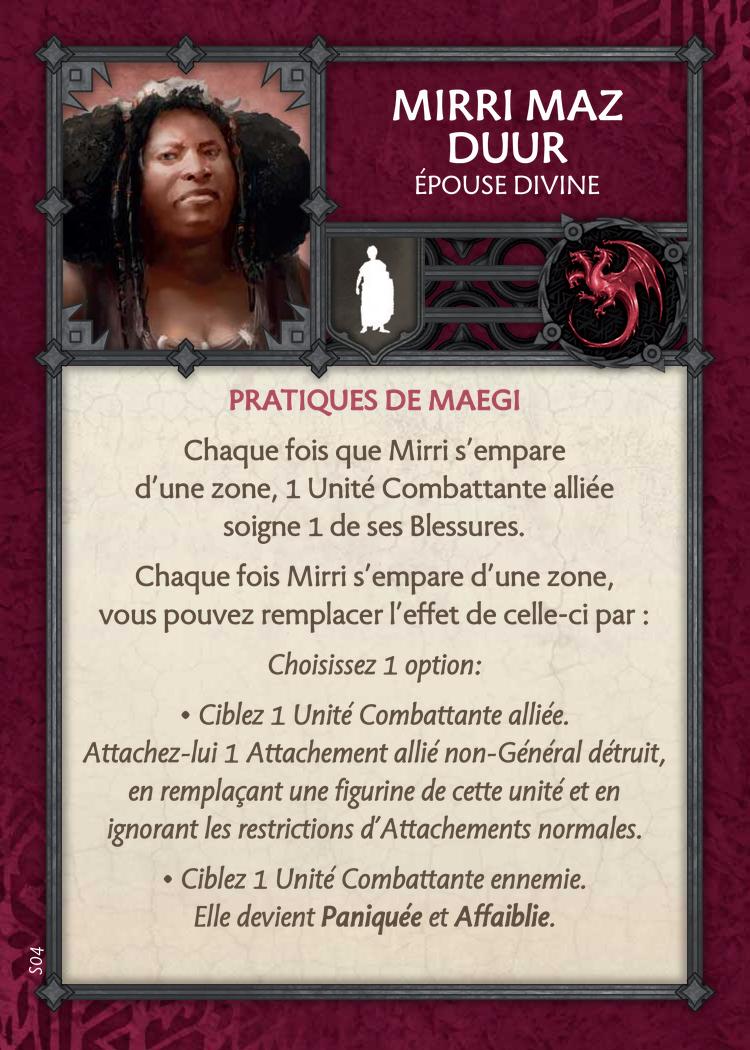 MIRRI MAZ
DUUR
ÉPOUSE DIVINE
PRATIQUES DE MAEGI
Chaque fois que Mirri s'empare
d'une zone, 1 Unité Combattante alliée
soigne 1 de ses Blessures.
Chaque fois Mirri s'empare d'une zone,
vous pouvez remplacer l'effet de celle-ci par :
Choisissez 1 option:
• Ciblez 1 Unité Combattante alliée.
Attachez-lui 1 Attachement allié non-Général détruit,
en remplaçant une figurine de cette unité et en
ignorant les restrictions d'Attachements normales.
• Ciblez 1 Unité Combattante ennemie.
Elle devient Paniquée et Affaiblie.
S04